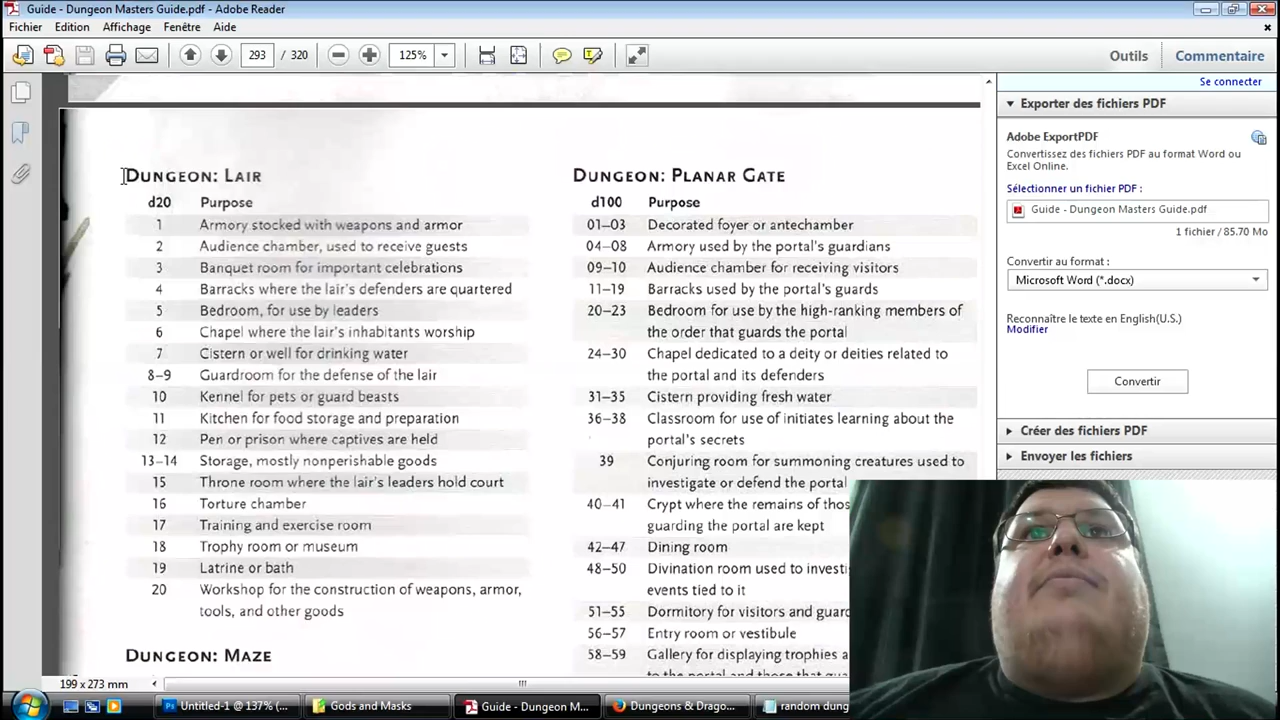 Guide - Dungeon Masters Guide.pdf - Adobe Reader
Fichier Edition Affichage Fenêtre Aide
293 / 320 125% Outils Commentaire
Se connecter
Exporter des fichiers PDF
Adobe ExportPDF
Convertissez des fichiers PDF au format Word ou
Excel Online.
Sélectionner un fichier PDF :
Guide - Dungeon Masters Guide.pdf
1 fichier / 85.70 Mo
Convertir au format :
Microsoft Word (*.docx)
Reconnaître le texte en English(U.S.)
Modifier
Convertir
Créer des fichiers PDF
Envoyer les fichiers
DUNGEON: LAIR
d20 Purpose
1 Armory stocked with weapons and armor
2 Audience chamber, used to receive guests
3 Banquet room for important celebrations
4 Barracks where the lair's defenders are quartered
5 Bedroom, for use by leaders
6 Chapel where the lair's inhabitants worship
7 Cistern or well for drinking water
8–9 Guardroom for the defense of the lair
10 Kennel for pets or guard beasts
11 Kitchen for food storage and preparation
12 Pen or prison where captives are held
13–14 Storage, mostly nonperishable goods
15 Throne room where the lair's leaders hold court
16 Torture chamber
17 Training and exercise room
18 Trophy room or museum
19 Latrine or bath
20 Workshop for the construction of weapons, armor,
tools, and other goods
DUNGEON: MAZE
DUNGEON: PLANAR GATE
d100 Purpose
01–03 Decorated foyer or antechamber
04–08 Armory used by the portal's guardians
09–10 Audience chamber for receiving visitors
11–19 Barracks used by the portal's guards
20–23 Bedroom for use by the high-ranking members of
the order that guards the portal
24–30 Chapel dedicated to a deity or deities related to
the portal and its defenders
31–35 Cistern providing fresh water
36–38 Classroom for use of initiates learning about the
portal's secrets
39 Conjuring room for summoning creatures used to
investigate or defend the portal
40–41 Crypt where the remains of those
guarding the portal are kept
42–47 Dining room
48–50 Divination room used to investi
events tied to it
51–55 Dormitory for visitors and guar
56–57 Entry room or vestibule
58–59 Gallery for displaying trophies a
to the portal and those that gua
199 x 273 mm
Untitled-1 @ 137% (... Gods and Masks Guide - Dungeon M... Dungeons & Drago... random dung